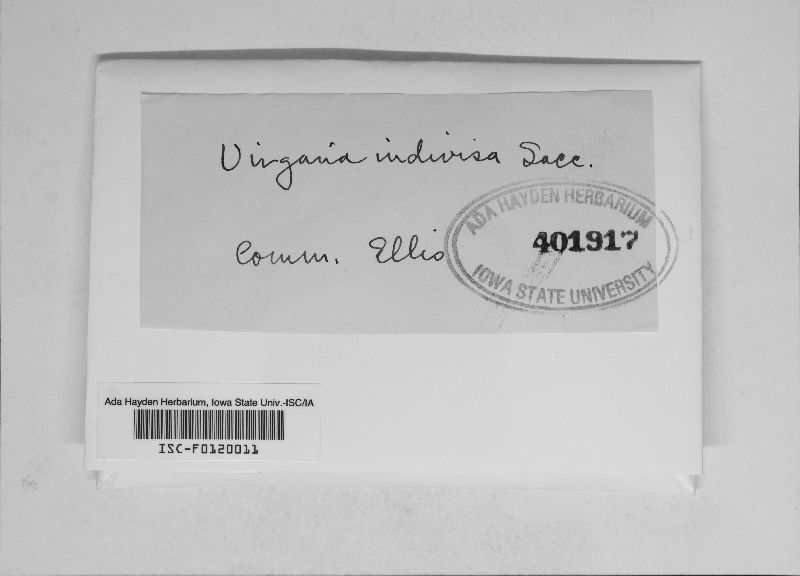 Virgaria indivisa Sacc.
Comm. Ellis
ADA HAYDEN HERBARIUM
401917
IOWA STATE UNIVERSITY
Ada Hayden Herbarium, Iowa State Univ.-ISC/IA
ISC-F0120011